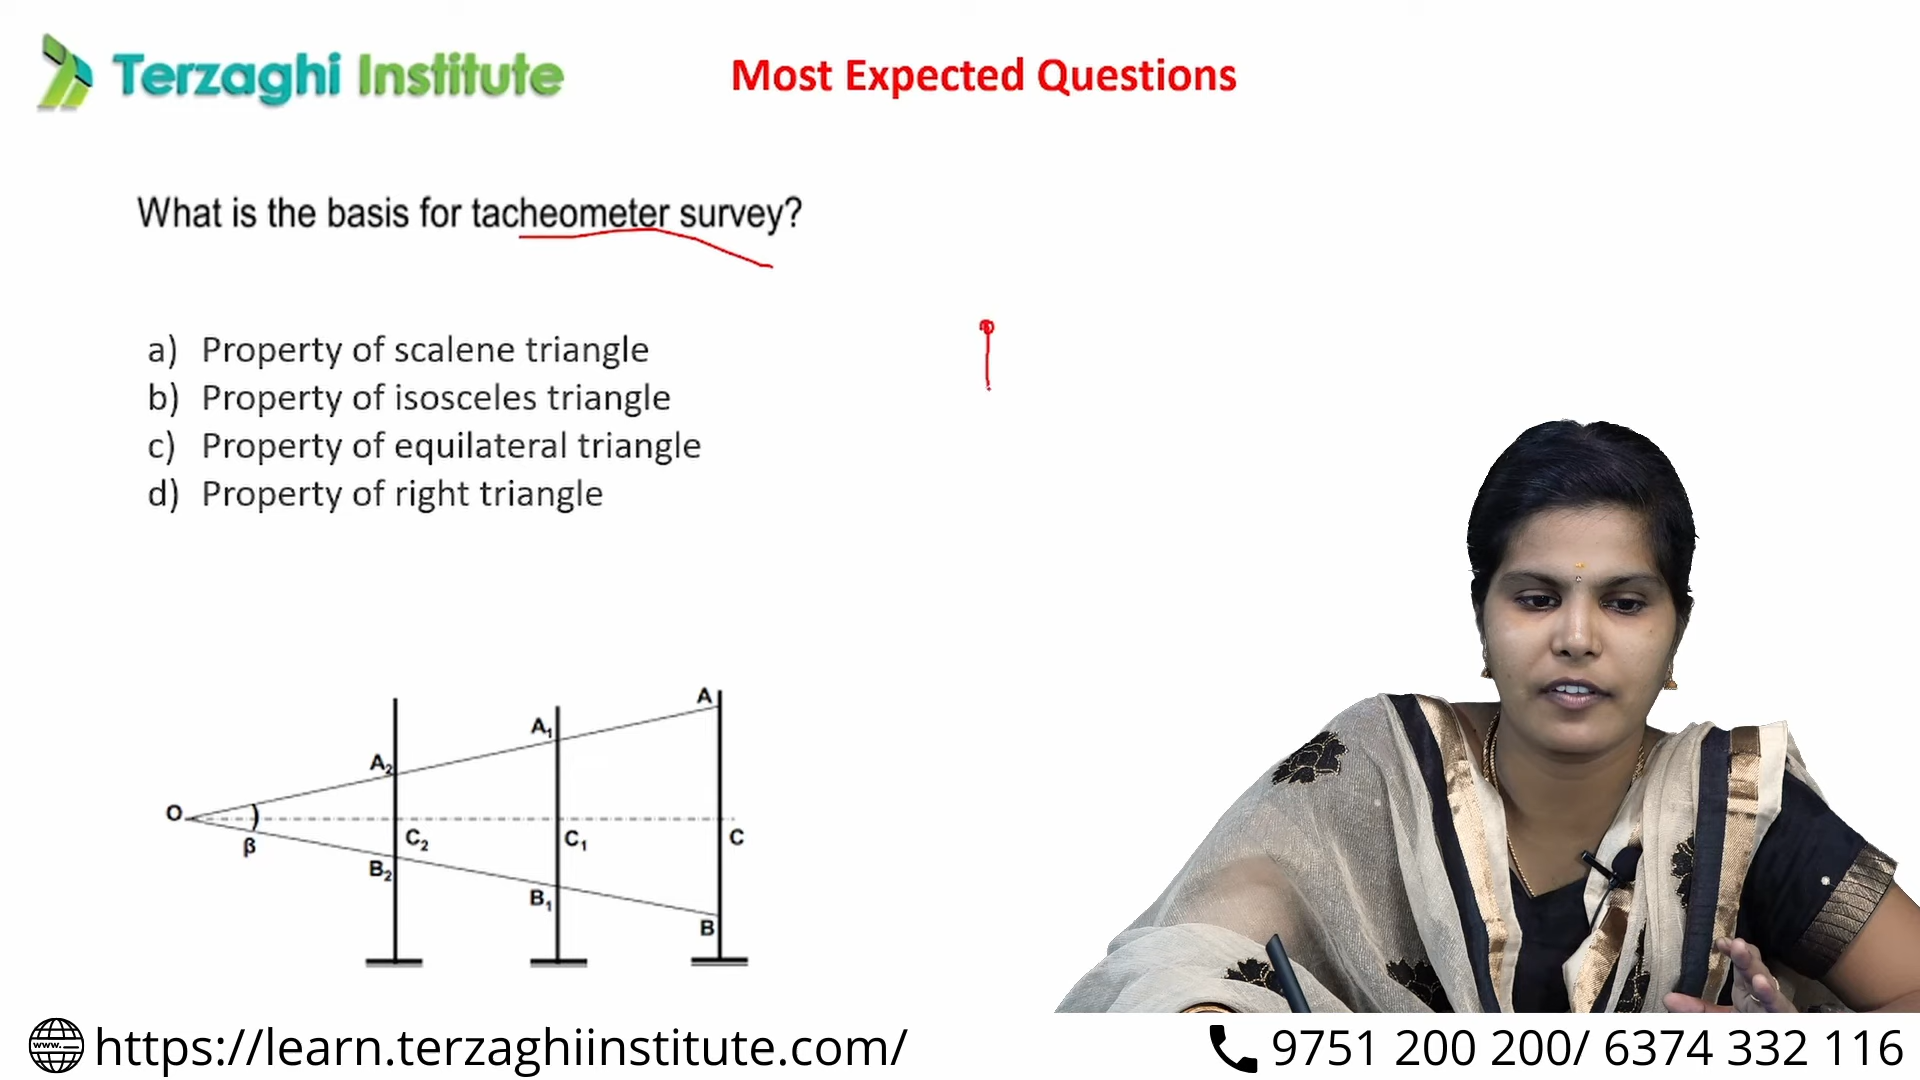 Terzaghi Institute
Most Expected Questions
What is the basis for tacheometer survey?
a) Property of scalene triangle
b) Property of isosceles triangle
c) Property of equilateral triangle
d) Property of right triangle
A
A₁
A₂
O
β
C₂
C₁
C
B₂
B₁
B
www.
https://learn.terzaghiinstitute.com/
9751 200 200/ 6374 332 116